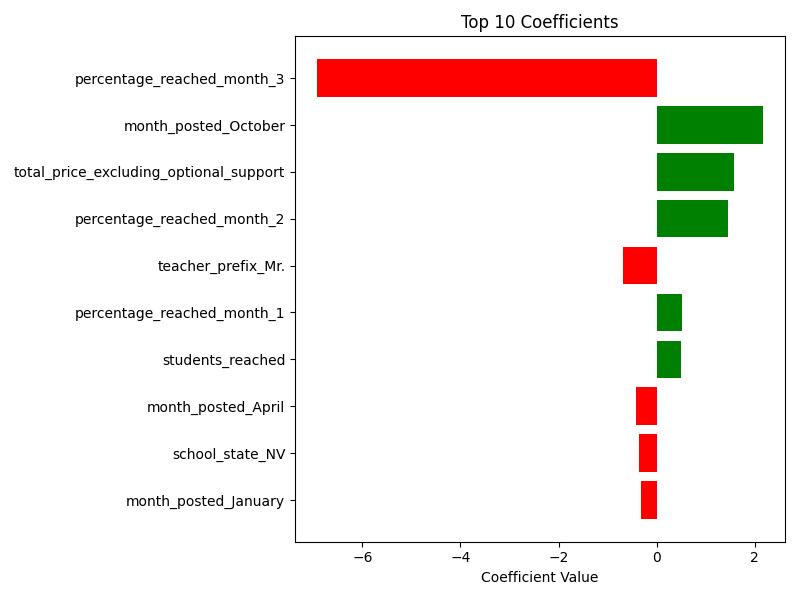 Top 10 Coefficients
percentage_reached_month_3
month_posted_October
total_price_excluding_optional_support
percentage_reached_month_2
teacher_prefix_Mr.
percentage_reached_month_1
students_reached
month_posted_April
school_state_NV
month_posted_January
−6 −4 −2 0 2
Coefficient Value